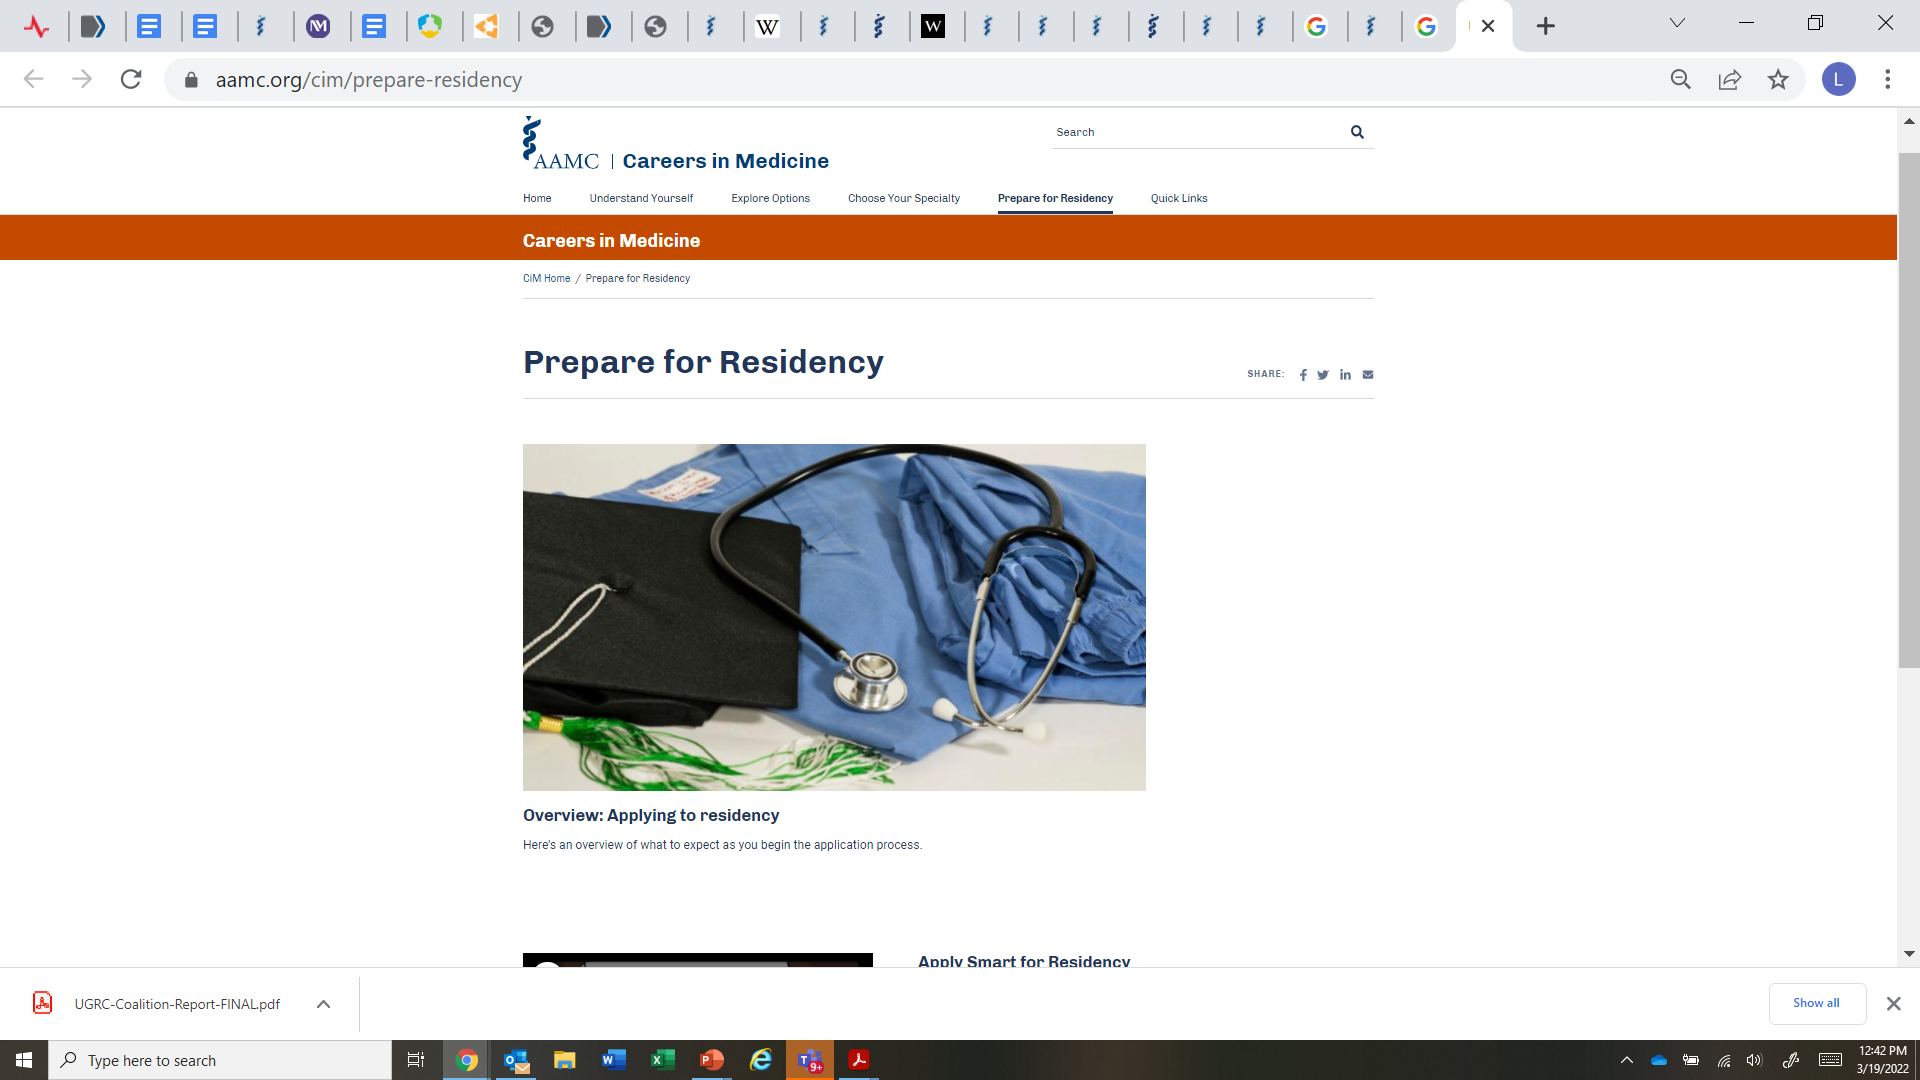 W
W
L
aamc.org/cim/prepare-residency
Search
AAMC | Careers in Medicine
Home Understand Yourself Explore Options Choose Your Specialty Prepare for Residency Quick Links
Careers in Medicine
CiM Home / Prepare for Residency
Prepare for Residency
SHARE:
Overview: Applying to residency
Here's an overview of what to expect as you begin the application process.
Apply Smart for Residency
UGRC-Coalition-Report-FINAL.pdf
Show all
Type here to search
9+
12:42 PM
3/19/2022